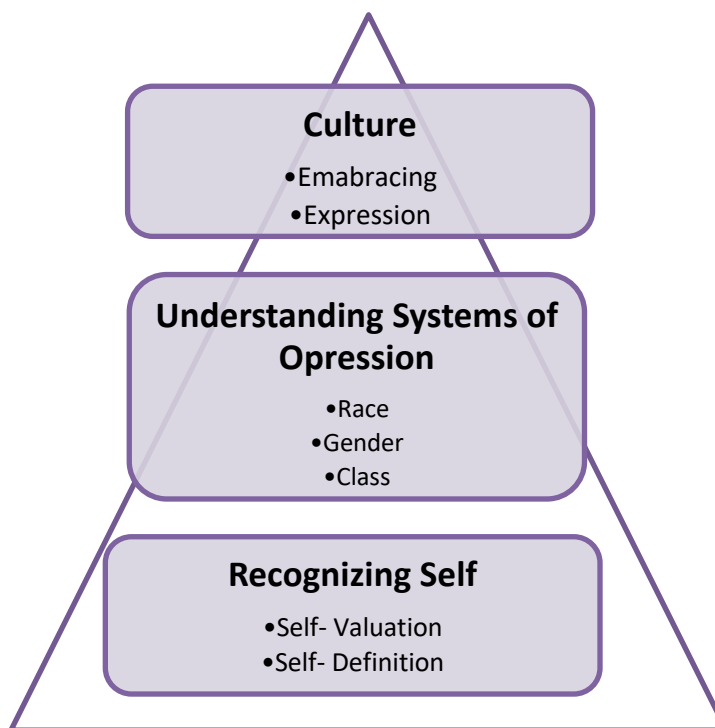 Culture
•Emabracing
•Expression
Understanding Systems of
Opression
•Race
•Gender
•Class
Recognizing Self
•Self- Valuation
•Self- Definition